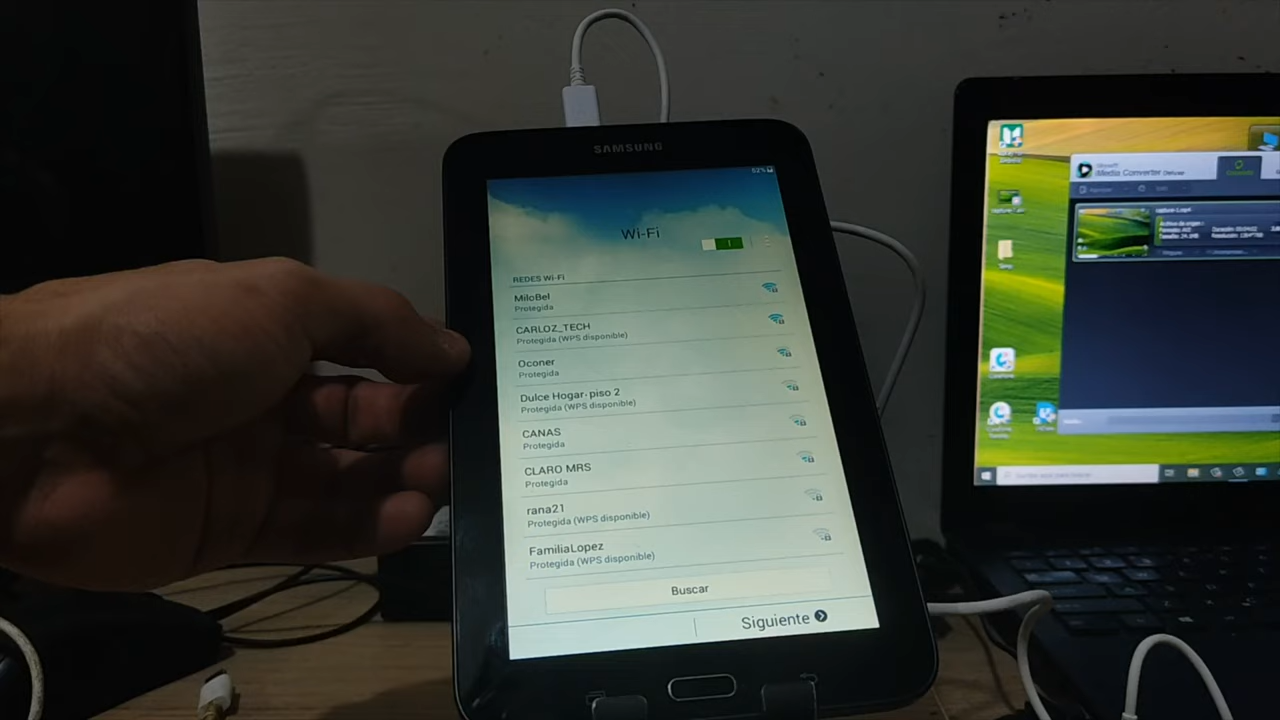 SAMSUNG
52%
Wi-Fi
REDES Wi-Fi
MiloBel
Protegida
CARLOZ_TECH
Protegida (WPS disponible)
Oconer
Protegida
Dulce Hogar- piso 2
Protegida (WPS disponible)
CANAS
Protegida
CLARO MRS
Protegida
rana21
Protegida (WPS disponible)
FamiliaLopez
Protegida (WPS disponible)
Buscar
Siguiente
iMedia Converter Deluxe